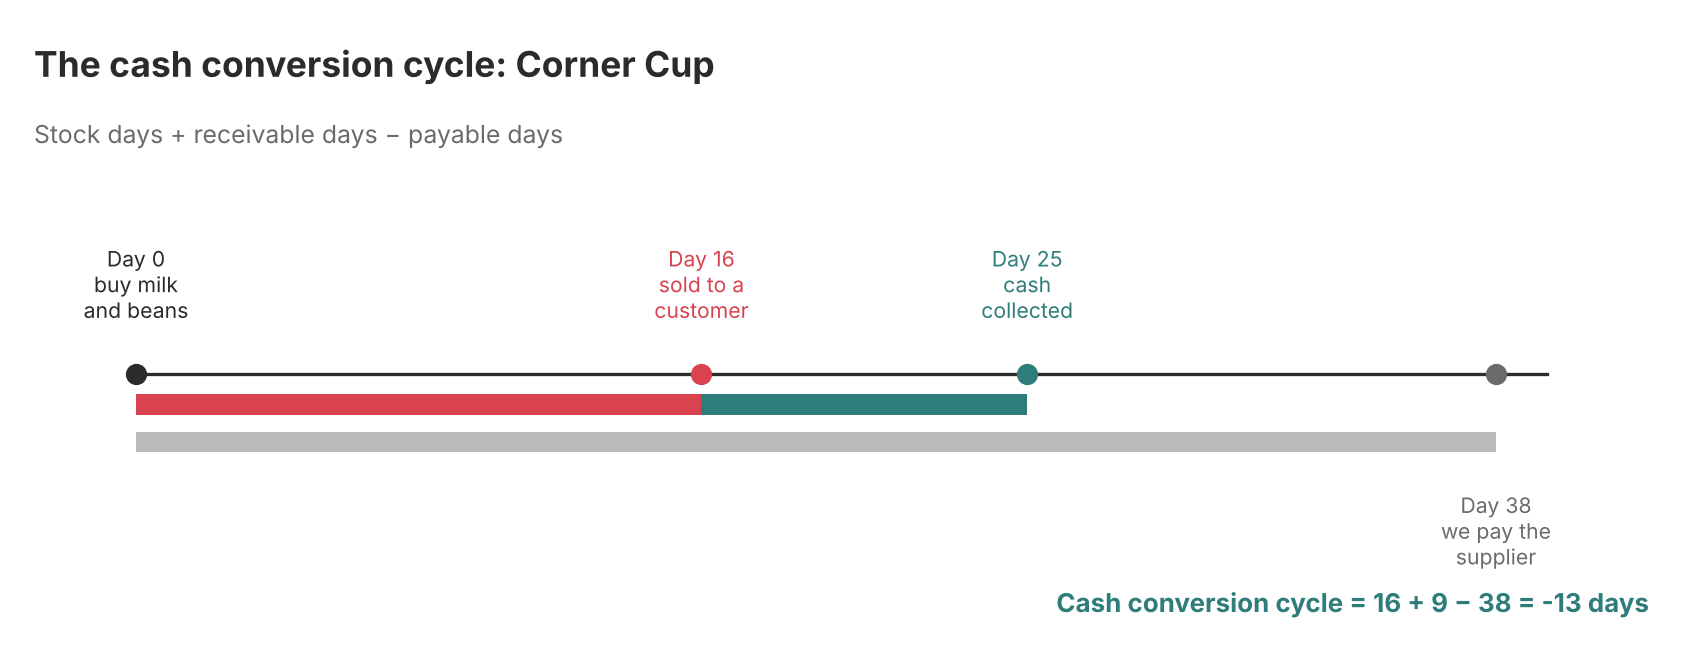 The cash conversion cycle: Corner Cup
Stock days + receivable days − payable days
Day 0
buy milk
and beans
Day 16
sold to a
customer
Day 25
cash
collected
Day 38
we pay the
supplier
Cash conversion cycle = 16 + 9 − 38 = -13 days